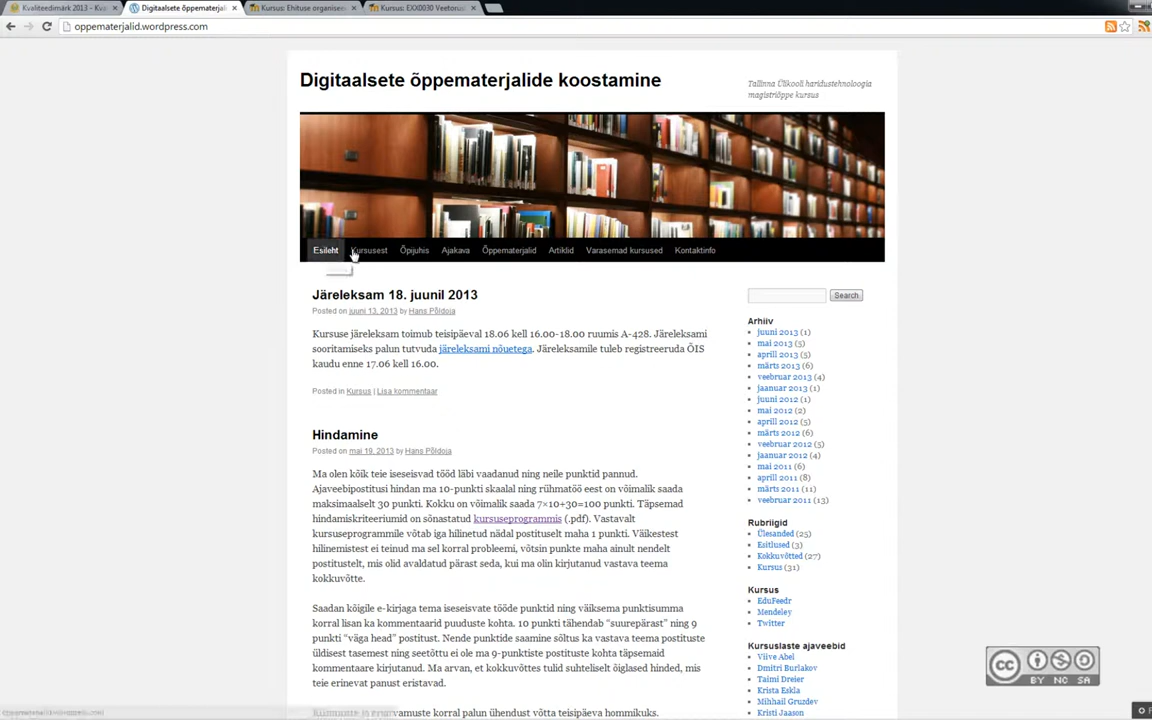 Kvaliteedimärk 2013 - Kva
Digitaalsete õppematerjali
Kursus: Ehituse organisee
Kursus: EXX0030 Veetoru
oppematerjalid.wordpress.com
Digitaalsete õppematerjalide koostamine
Tallinna Ülikooli haridustehnoloogia
magistriõppe kursus
Esileht Kursusest Õpijuhis Ajakava Õppematerjalid Artiklid Varasemad kursused Kontaktinfo
Järeleksam 18. juunil 2013
Posted on juuni 13, 2013 by Hans Põldoja
Kursuse järeleksam toimub teisipäeval 18.06 kell 16.00-18.00 ruumis A-428. Järeleksami
sooritamiseks palun tutvuda järeleksami nõuetega. Järeleksamile tuleb registreeruda ÕIS
kaudu enne 17.06 kell 16.00.
Posted in Kursus | Lisa kommentaar
Hindamine
Posted on mai 19, 2013 by Hans Põldoja
Ma olen kõik teie iseseisvad tööd läbi vaadanud ning neile punktid pannud.
Ajaveebipostitusi hindan ma 10-punkti skaalal ning rühmatöö eest on võimalik saada
maksimaalselt 30 punkti. Kokku on võimalik saada 7×10+30=100 punkti. Täpsemad
hindamiskriteeriumid on sõnastatud kursuseprogrammis (.pdf). Vastavalt
kursuseprogrammile võtab iga hilinetud nädal postituselt maha 1 punkti. Väikestest
hilinemistest ei teinud ma sel korral probleemi, võtsin punkte maha ainult nendelt
postitustelt, mis olid avaldatud pärast seda, kui ma olin kirjutanud vastava teema
kokkuvõtte.
Saadan kõigile e-kirjaga tema iseseisvate tööde punktid ning väiksema punktisumma
korral lisan ka kommentaarid puuduste kohta. 10 punkti tähendab “suurepärast” ning 9
punkti “väga head” postitust. Nende punktide saamine sõltus ka vastava teema postituste
üldisest tasemest ning seetõttu ei ole ma 9-punktiste postituste kohta täpsemaid
kommentaare kirjutanud. Ma arvan, et kokkuvõttes tulid suhteliselt õiglased hinded, mis
teie erinevat panust eristavad.
korral palun ühendust võtta teisipäeva hommikuks.
Search
Arhiiv
juuni 2013 (1)
mai 2013 (5)
aprill 2013 (5)
märts 2013 (6)
veebruar 2013 (4)
jaanuar 2013 (1)
juuni 2012 (1)
mai 2012 (2)
aprill 2012 (5)
märts 2012 (6)
veebruar 2012 (5)
jaanuar 2012 (4)
mai 2011 (6)
aprill 2011 (8)
märts 2011 (11)
veebruar 2011 (13)
Rubriigid
Ülesanded (25)
Esitlused (3)
Kokkuvõtted (27)
Kursus (31)
Kursus
EduFeedr
Mendeley
Twitter
Kursuslaste ajaveebid
Viive Abel
Dmitri Burlakov
Taimi Dreier
Krista Eskla
Mihhail Gruzdev
Kristi Jaason
cc
BY NC SA